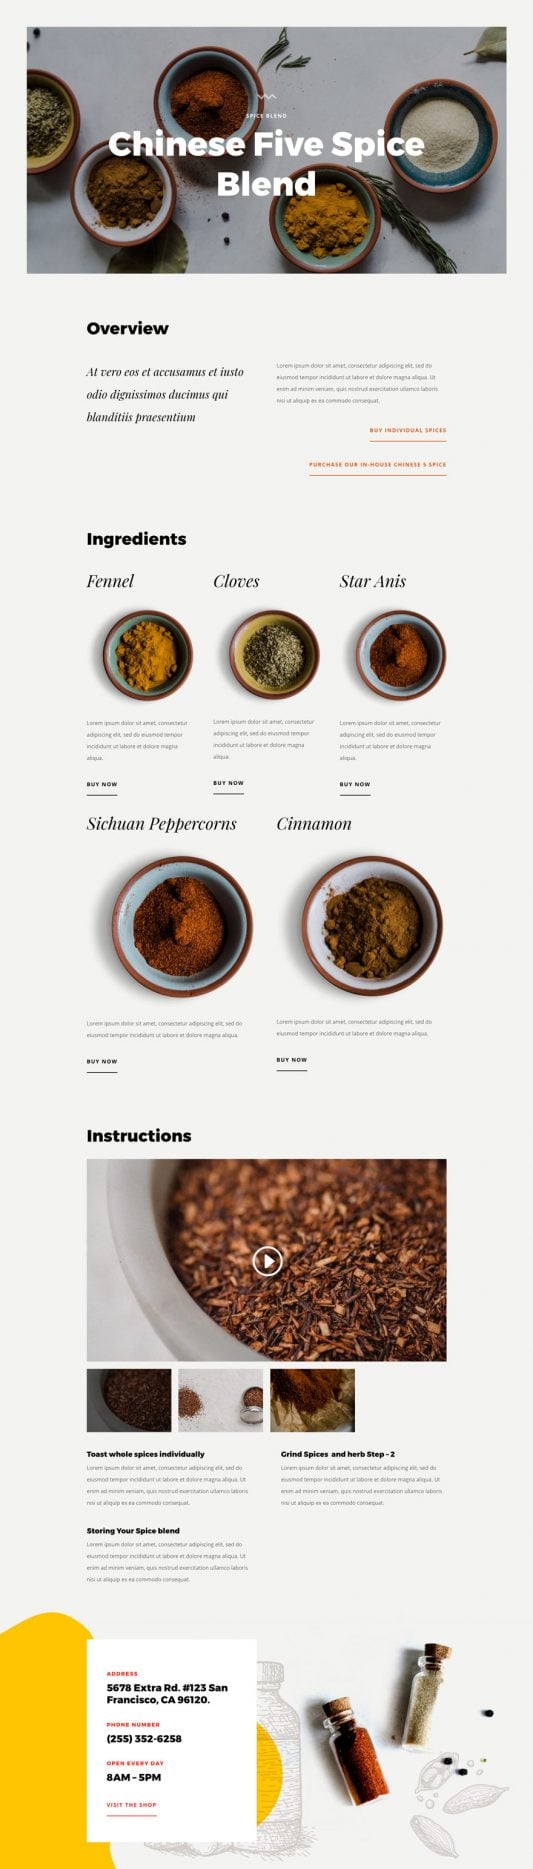 SPICE BLEND
Chinese Five Spice
Blend
Overview
At vero eos et accusamus et iusto
odio dignissimos ducimus qui
blanditiis praesentium
Lorem ipsum dolor sit amet, consectetur adipiscing elit, sed do
eiusmod tempor incididunt ut labore et dolore magna aliqua. Ut
enim ad minim veniam, quis nostrud exercitation ullamco laboris
nisi ut aliquip ex ea commodo consequat.
BUY INDIVIDUAL SPICES
PURCHASE OUR IN-HOUSE CHINESE 5 SPICE
Ingredients
Fennel
Lorem ipsum dolor sit amet, consectetur
adipiscing elit, sed do eiusmod tempor
incididunt ut labore et dolore magna
aliqua.
BUY NOW
Cloves
Lorem ipsum dolor sit amet, consectetur
adipiscing elit, sed do eiusmod tempor
incididunt ut labore et dolore magna
aliqua.
BUY NOW
Star Anis
Lorem ipsum dolor sit amet, consectetur
adipiscing elit, sed do eiusmod tempor
incididunt ut labore et dolore magna
aliqua.
BUY NOW
Sichuan Peppercorns
Lorem ipsum dolor sit amet, consectetur adipiscing elit, sed do
eiusmod tempor incididunt ut labore et dolore magna aliqua.
BUY NOW
Cinnamon
Lorem ipsum dolor sit amet, consectetur adipiscing elit, sed do
eiusmod tempor incididunt ut labore et dolore magna aliqua.
BUY NOW
Instructions
Toast whole spices individually
Lorem ipsum dolor sit amet, consectetur adipiscing elit, sed do
eiusmod tempor incididunt ut labore et dolore magna aliqua. Ut
enim ad minim veniam, quis nostrud exercitation ullamco laboris
nisi ut aliquip ex ea commodo consequat.
Grind Spices and herb Step – 2
Lorem ipsum dolor sit amet, consectetur adipiscing elit, sed do
eiusmod tempor incididunt ut labore et dolore magna aliqua. Ut
enim ad minim veniam, quis nostrud exercitation ullamco laboris
nisi ut aliquip ex ea commodo consequat.
Storing Your Spice blend
Lorem ipsum dolor sit amet, consectetur adipiscing elit, sed do
eiusmod tempor incididunt ut labore et dolore magna aliqua. Ut
enim ad minim veniam, quis nostrud exercitation ullamco laboris
nisi ut aliquip ex ea commodo consequat.
ADDRESS
5678 Extra Rd. #123 San
Francisco, CA 96120.
PHONE NUMBER
(255) 352-6258
OPEN EVERY DAY
8AM – 5PM
VISIT THE SHOP